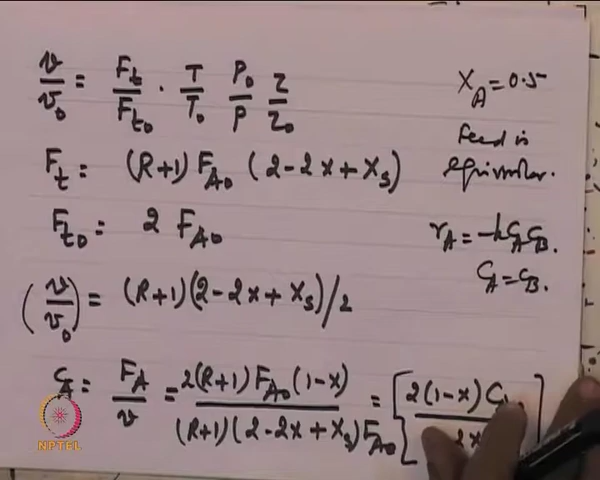 v/v₀ = F_t/F_t₀ · T/T₀ P₀/P Z/Z₀
X_A = 0.5
F_t = (R+1) F_A₀ (2-2x+X_s)
Feed is
equimolar.
F_t₀ = 2 F_A₀
r_A = -k C_A C_B.
C_A = C_B.
(v/v₀) = (R+1)(2-2x+X_s)/2
C_A = F_A/v = 2(R+1) F_A₀ (1-x)/(R+1)(2-2x+X_s) F_A₀ = [2(1-x) C
NPTEL